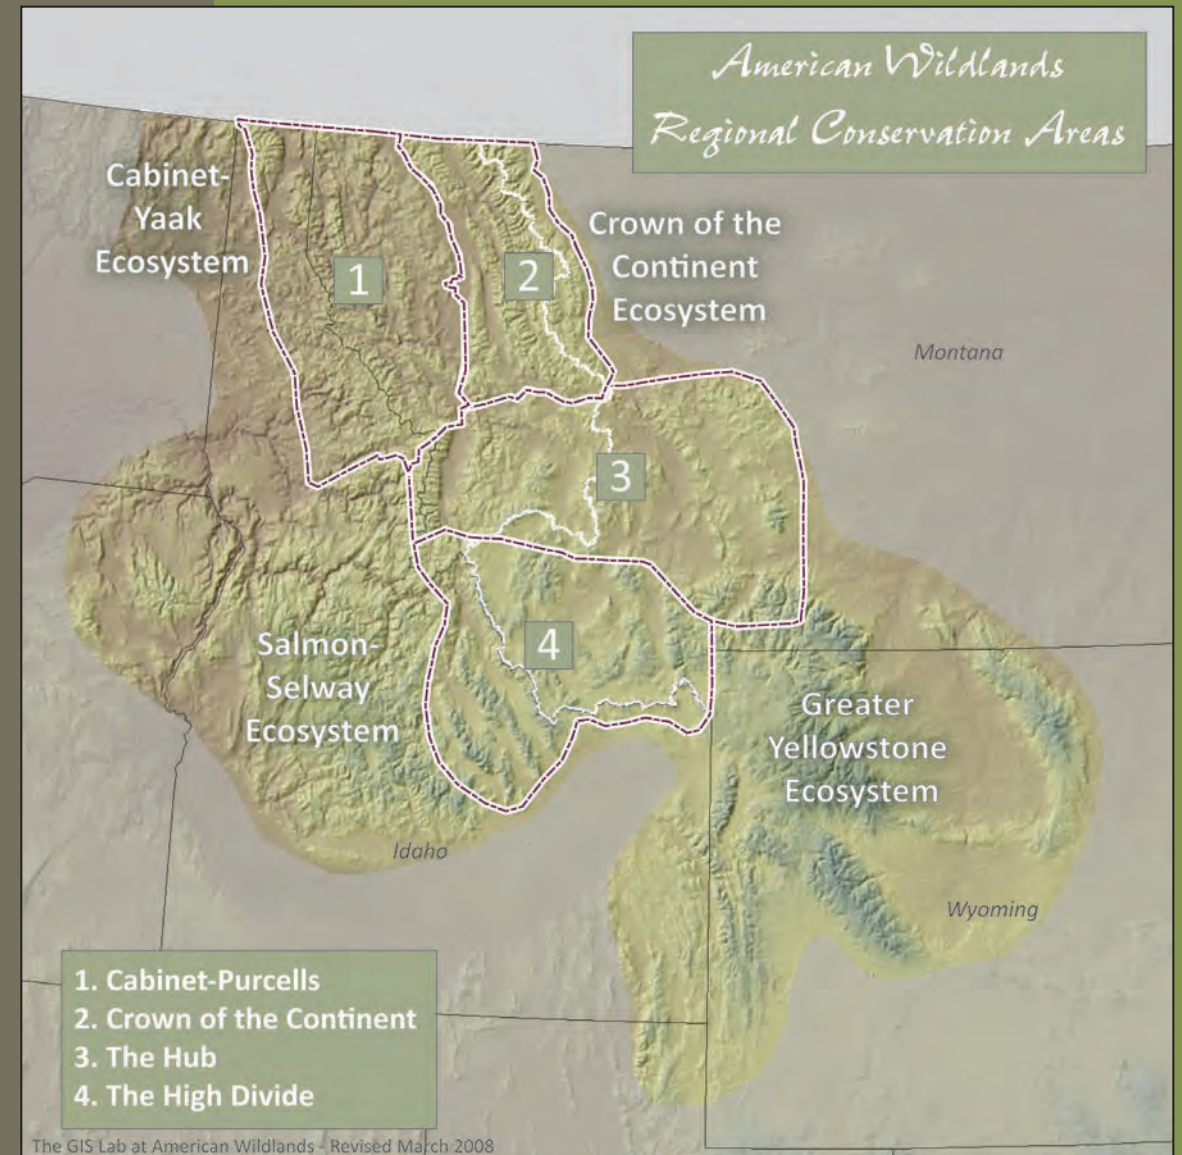 American Wildlands
Regional Conservation Areas
Cabinet-
Yaak
Ecosystem
Crown of the
Continent
Ecosystem
1
2
Montana
3
4
Salmon-
Selway
Ecosystem
Greater
Yellowstone
Ecosystem
Idaho
Wyoming
1. Cabinet-Purcells
2. Crown of the Continent
3. The Hub
4. The High Divide
The GIS Lab at American Wildlands - Revised March 2008